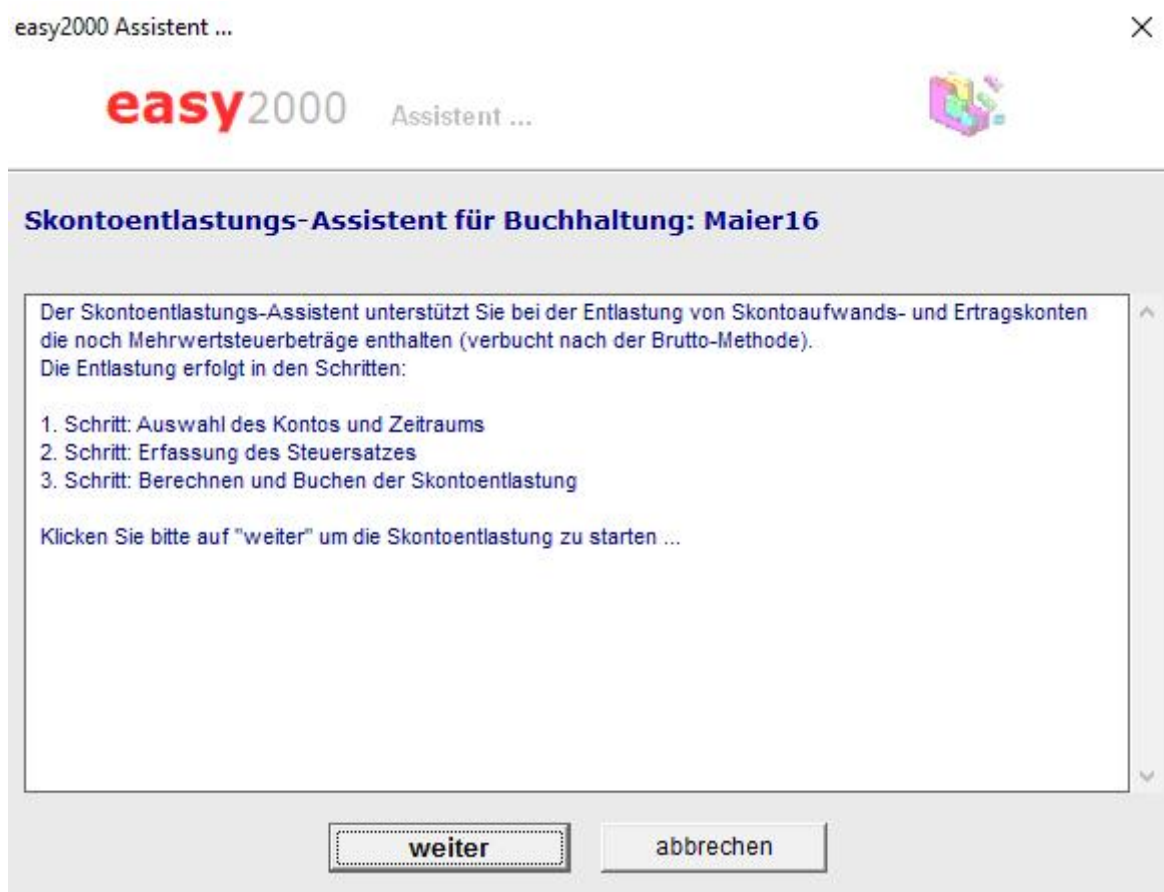 easy2000 Assistent ...
easy2000 Assistent ...
Skontoentlastungs-Assistent für Buchhaltung: Maier16
Der Skontoentlastungs-Assistent unterstützt Sie bei der Entlastung von Skontoaufwands- und Ertragskonten
die noch Mehrwertsteuerbeträge enthalten (verbucht nach der Brutto-Methode).
Die Entlastung erfolgt in den Schritten:
1. Schritt: Auswahl des Kontos und Zeitraums
2. Schritt: Erfassung des Steuersatzes
3. Schritt: Berechnen und Buchen der Skontoentlastung
Klicken Sie bitte auf "weiter" um die Skontoentlastung zu starten ...
weiter abbrechen